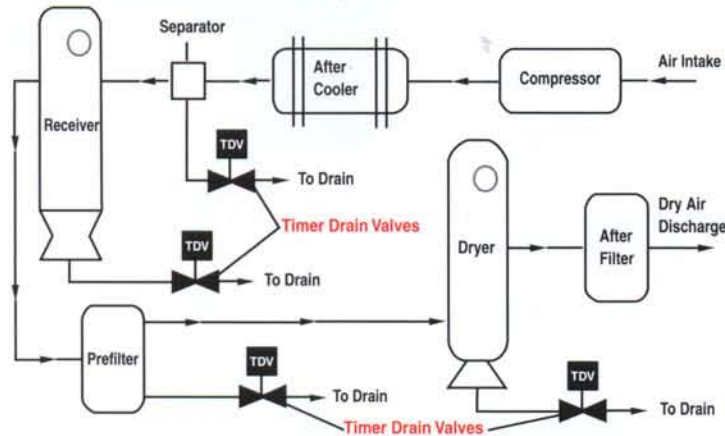 Separator
After
Cooler
Compressor
Air Intake
Receiver
TDV
To Drain
Timer Drain Valves
TDV
To Drain
Dryer
After
Filter
Dry Air
Discharge
Prefilter
TDV
To Drain
Timer Drain Valves
TDV
To Drain